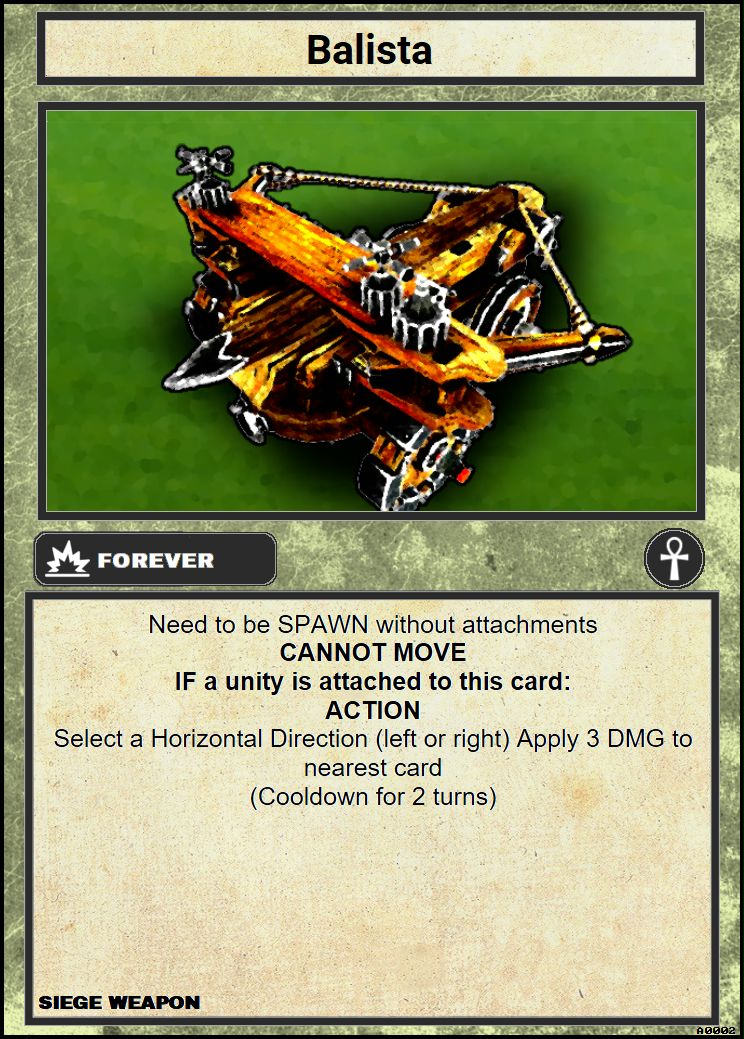 Balista
FOREVER
Need to be SPAWN without attachments
CANNOT MOVE
IF a unity is attached to this card:
ACTION
Select a Horizontal Direction (left or right) Apply 3 DMG to
nearest card
(Cooldown for 2 turns)
SIEGE WEAPON
A0002